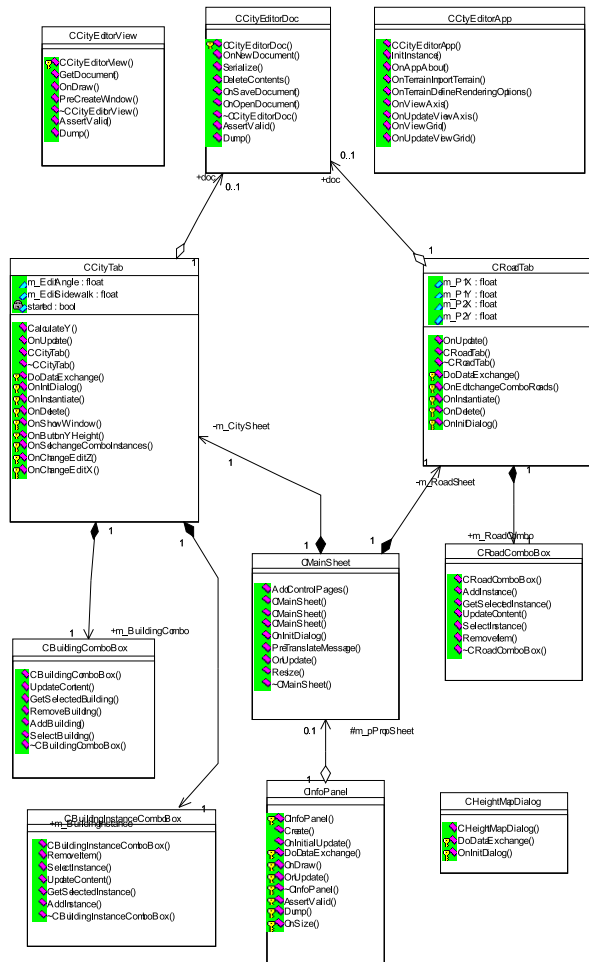 CCityEditorView
CCityEditorView()
GetDocument()
OnDraw()
PreCreateWindow()
~CCityEditorView()
AssertValid()
Dump()
CCityEditorDoc
CCityEditorDoc()
OnNewDocument()
Serialize()
DeleteContents()
OnSaveDocument()
OnOpenDocument()
~CCityEditorDoc()
AssertValid()
Dump()
CCityEditorApp
CCityEditorApp()
InitInstance()
OnAppAbout()
OnTerrainImportTerrain()
OnTerrainDefineRenderingOptions()
OnViewAxis()
OnUpdateViewAxis()
OnViewGrid()
OnUpdateViewGrid()
+doc
0..1
0..1
+doc
1
1
CCityTab
m_EditAngle : float
m_EditSidewalk : float
started : bool
CalculateY()
OnUpdate()
CCityTab()
~CCityTab()
DoDataExchange()
OnInitDialog()
OnInstantiate()
OnDelete()
OnShowWindow()
OnButtonYHeight()
OnSelchangeComboInstances()
OnChangeEditZ()
OnChangeEditX()
CRoadTab
m_P1X : float
m_P1Y : float
m_P2X : float
m_P2Y : float
OnUpdate()
CRoadTab()
~CRoadTab()
DoDataExchange()
OnEditchangeComboRoads()
OnInstantiate()
OnDelete()
OnInitDialog()
-m_CitySheet
1
1
-m_RoadSheet
1
1
1
1
1
+m_RoadCombo
1
CMainSheet
AddControlPages()
CMainSheet()
CMainSheet()
CMainSheet()
OnInitDialog()
PreTranslateMessage()
OnUpdate()
Resize()
~CMainSheet()
CRoadComboBox
CRoadComboBox()
AddInstance()
GetSelectedInstance()
UpdateContent()
SelectInstance()
RemoveItem()
~CRoadComboBox()
1
+m_BuildingCombo
CBuildingComboBox
CBuildingComboBox()
UpdateContent()
GetSelectedBuilding()
RemoveBuilding()
AddBuilding()
SelectBuilding()
~CBuildingComboBox()
0..1
#m_pPropSheet
1
1
CBuildingInstanceComboBox
+m_BuildingInstance
CBuildingInstanceComboBox()
RemoveItem()
SelectInstance()
UpdateContent()
GetSelectedInstance()
AddInstance()
~CBuildingInstanceComboBox()
CInfoPanel
CInfoPanel()
Create()
OnInitialUpdate()
DoDataExchange()
OnDraw()
OnUpdate()
~CInfoPanel()
AssertValid()
Dump()
OnSize()
CHeightMapDialog
CHeightMapDialog()
DoDataExchange()
OnInitDialog()